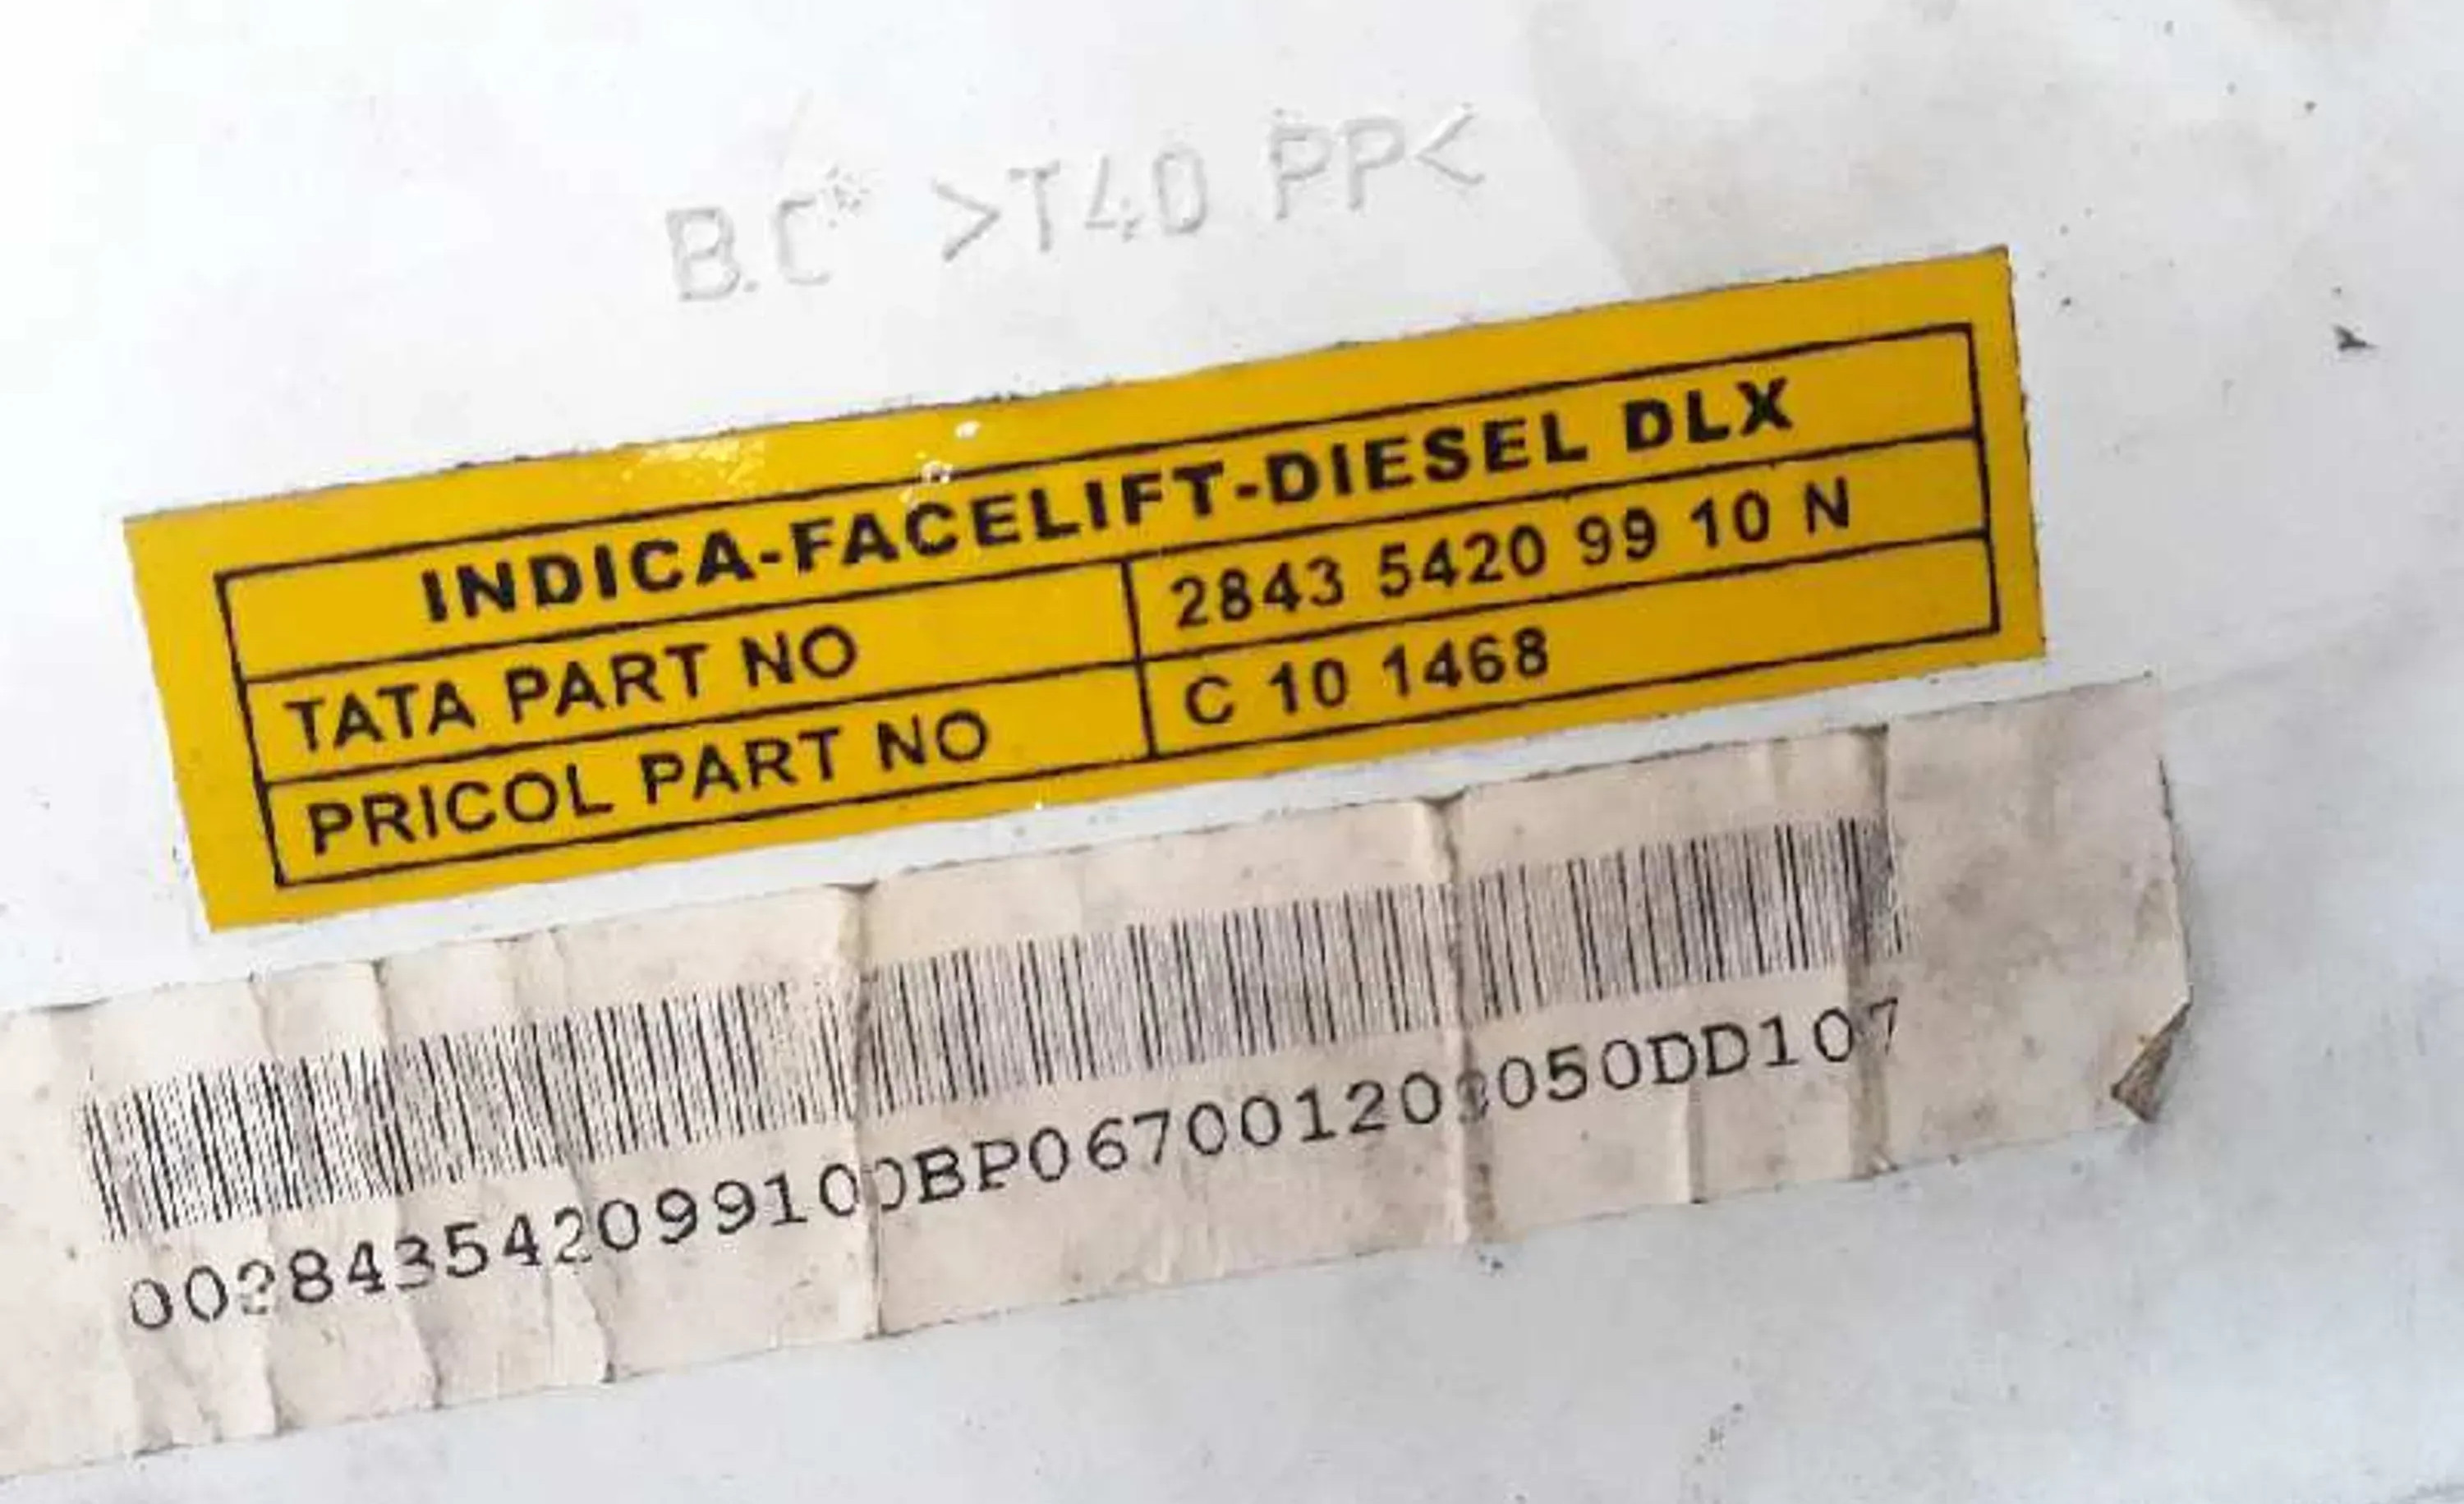 B.C* >T40 PP<
INDICA-FACELIFT-DIESEL DLX
TATA PART NO 2843 5420 99 10 N
PRICOL PART NO C 10 1468